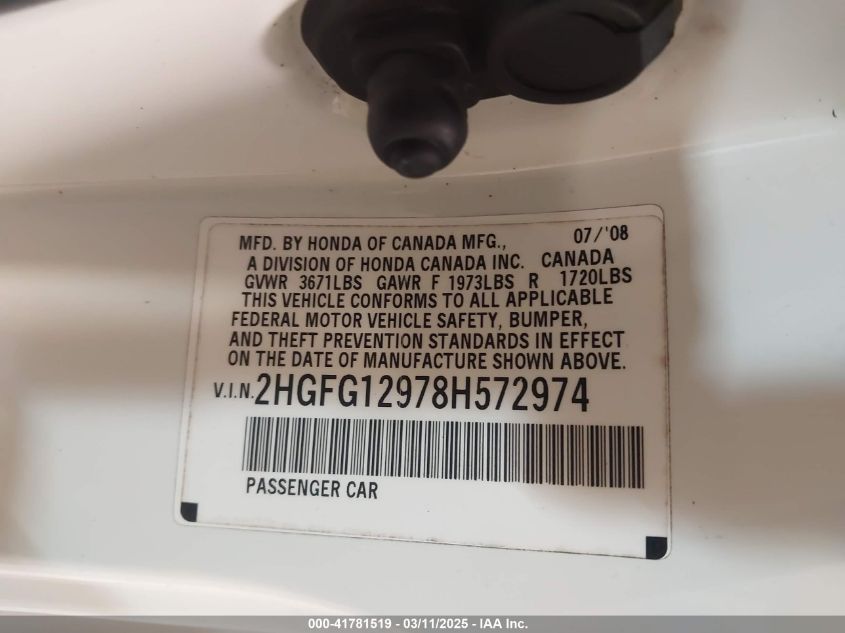 07/'08
MFD. BY HONDA OF CANADA MFG.,
A DIVISION OF HONDA CANADA INC. CANADA
GVWR 3671LBS GAWR F 1973LBS R 1720LBS
THIS VEHICLE CONFORMS TO ALL APPLICABLE
FEDERAL MOTOR VEHICLE SAFETY, BUMPER,
AND THEFT PREVENTION STANDARDS IN EFFECT
ON THE DATE OF MANUFACTURE SHOWN ABOVE.
V.I.N. 2HGFG12978H572974
PASSENGER CAR
000-41781519 - 03/11/2025 - IAA Inc.